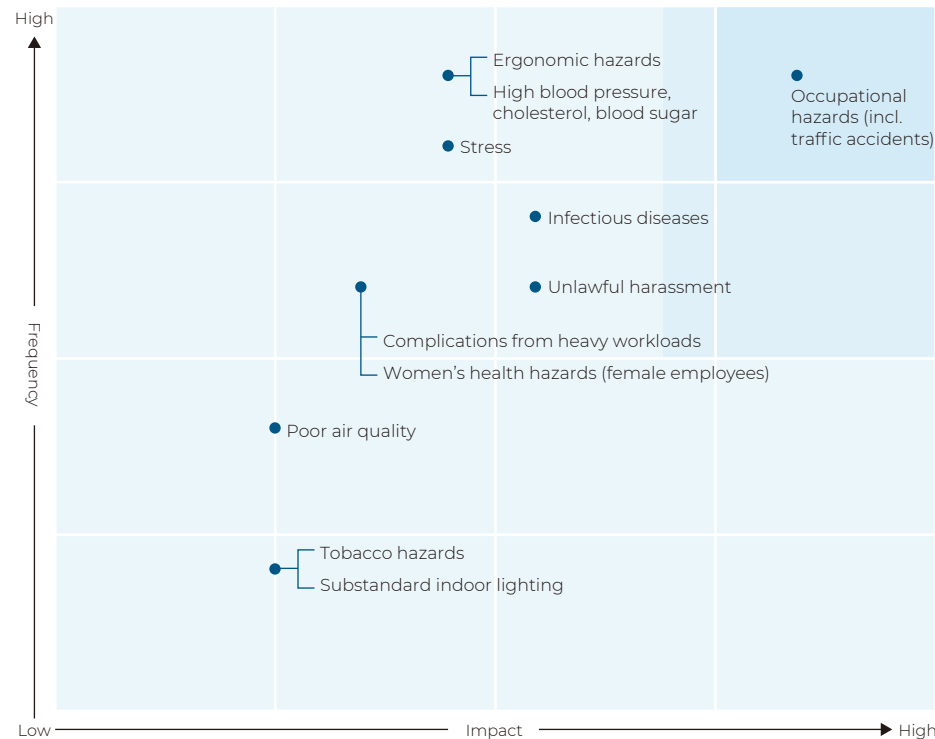 High
Ergonomic hazards
High blood pressure,
cholesterol, blood sugar
Occupational
hazards (incl.
traffic accidents)
Stress
Infectious diseases
Unlawful harassment
Complications from heavy workloads
Women’s health hazards (female employees)
Frequency
Poor air quality
Tobacco hazards
Substandard indoor lighting
Low
Impact
High